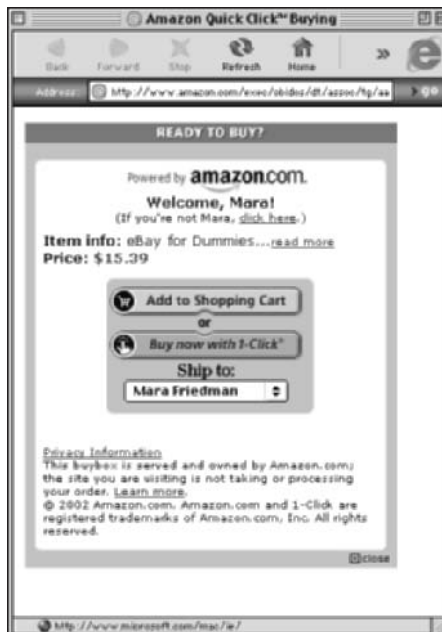 Amazon Quick Click™ Buying
Back Forward Stop Refresh Home »
Address: http://www.amazon.com/exec/obidos/dt/assoc/tg/aa go
READY TO BUY?
Powered by amazon.com.
Welcome, Mara!
(If you're not Mara, click here.)
Item info: eBay for Dummies...read more
Price: $15.39
Add to Shopping Cart
or
Buy now with 1-Click®
Ship to:
Mara Friedman
Privacy Information
This buybox is served and owned by Amazon.com;
the site you are visiting is not taking or processing
your order. Learn more.
© 2002 Amazon.com. Amazon.com and 1-Click are
registered trademarks of Amazon.com, Inc. All rights
reserved.
close
http://www.microsoft.com/mac/ie/